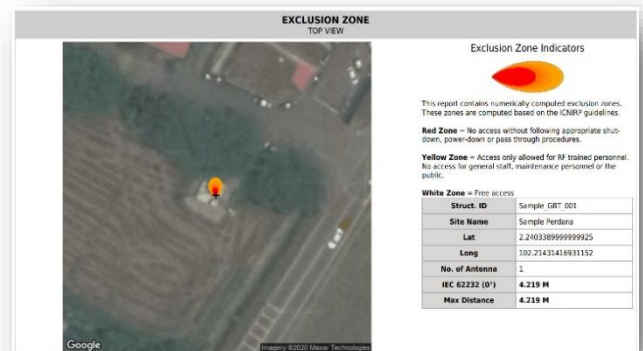 EXCLUSION ZONE
TOP VIEW
Exclusion Zone Indicators
This report contains numerically computed exclusion zones.
These zones are computed based on the ICNIRP guidelines.
Red Zone = No access without following appropriate shut-
down, power-down or pass through procedures.
Yellow Zone = Access only allowed for RF trained personnel.
No access for general staff, maintenance personnel or the
public.
White Zone = Free access
Struct. ID Sample_GBT_001
Site Name Sample Perdana
Lat 2.2403389999999925
Long 102.21431416931152
No. of Antenna 1
IEC 62232 (0°) 4.219 M
Max Distance 4.219 M
Google
Imagery ©2020 Maxar Technologies